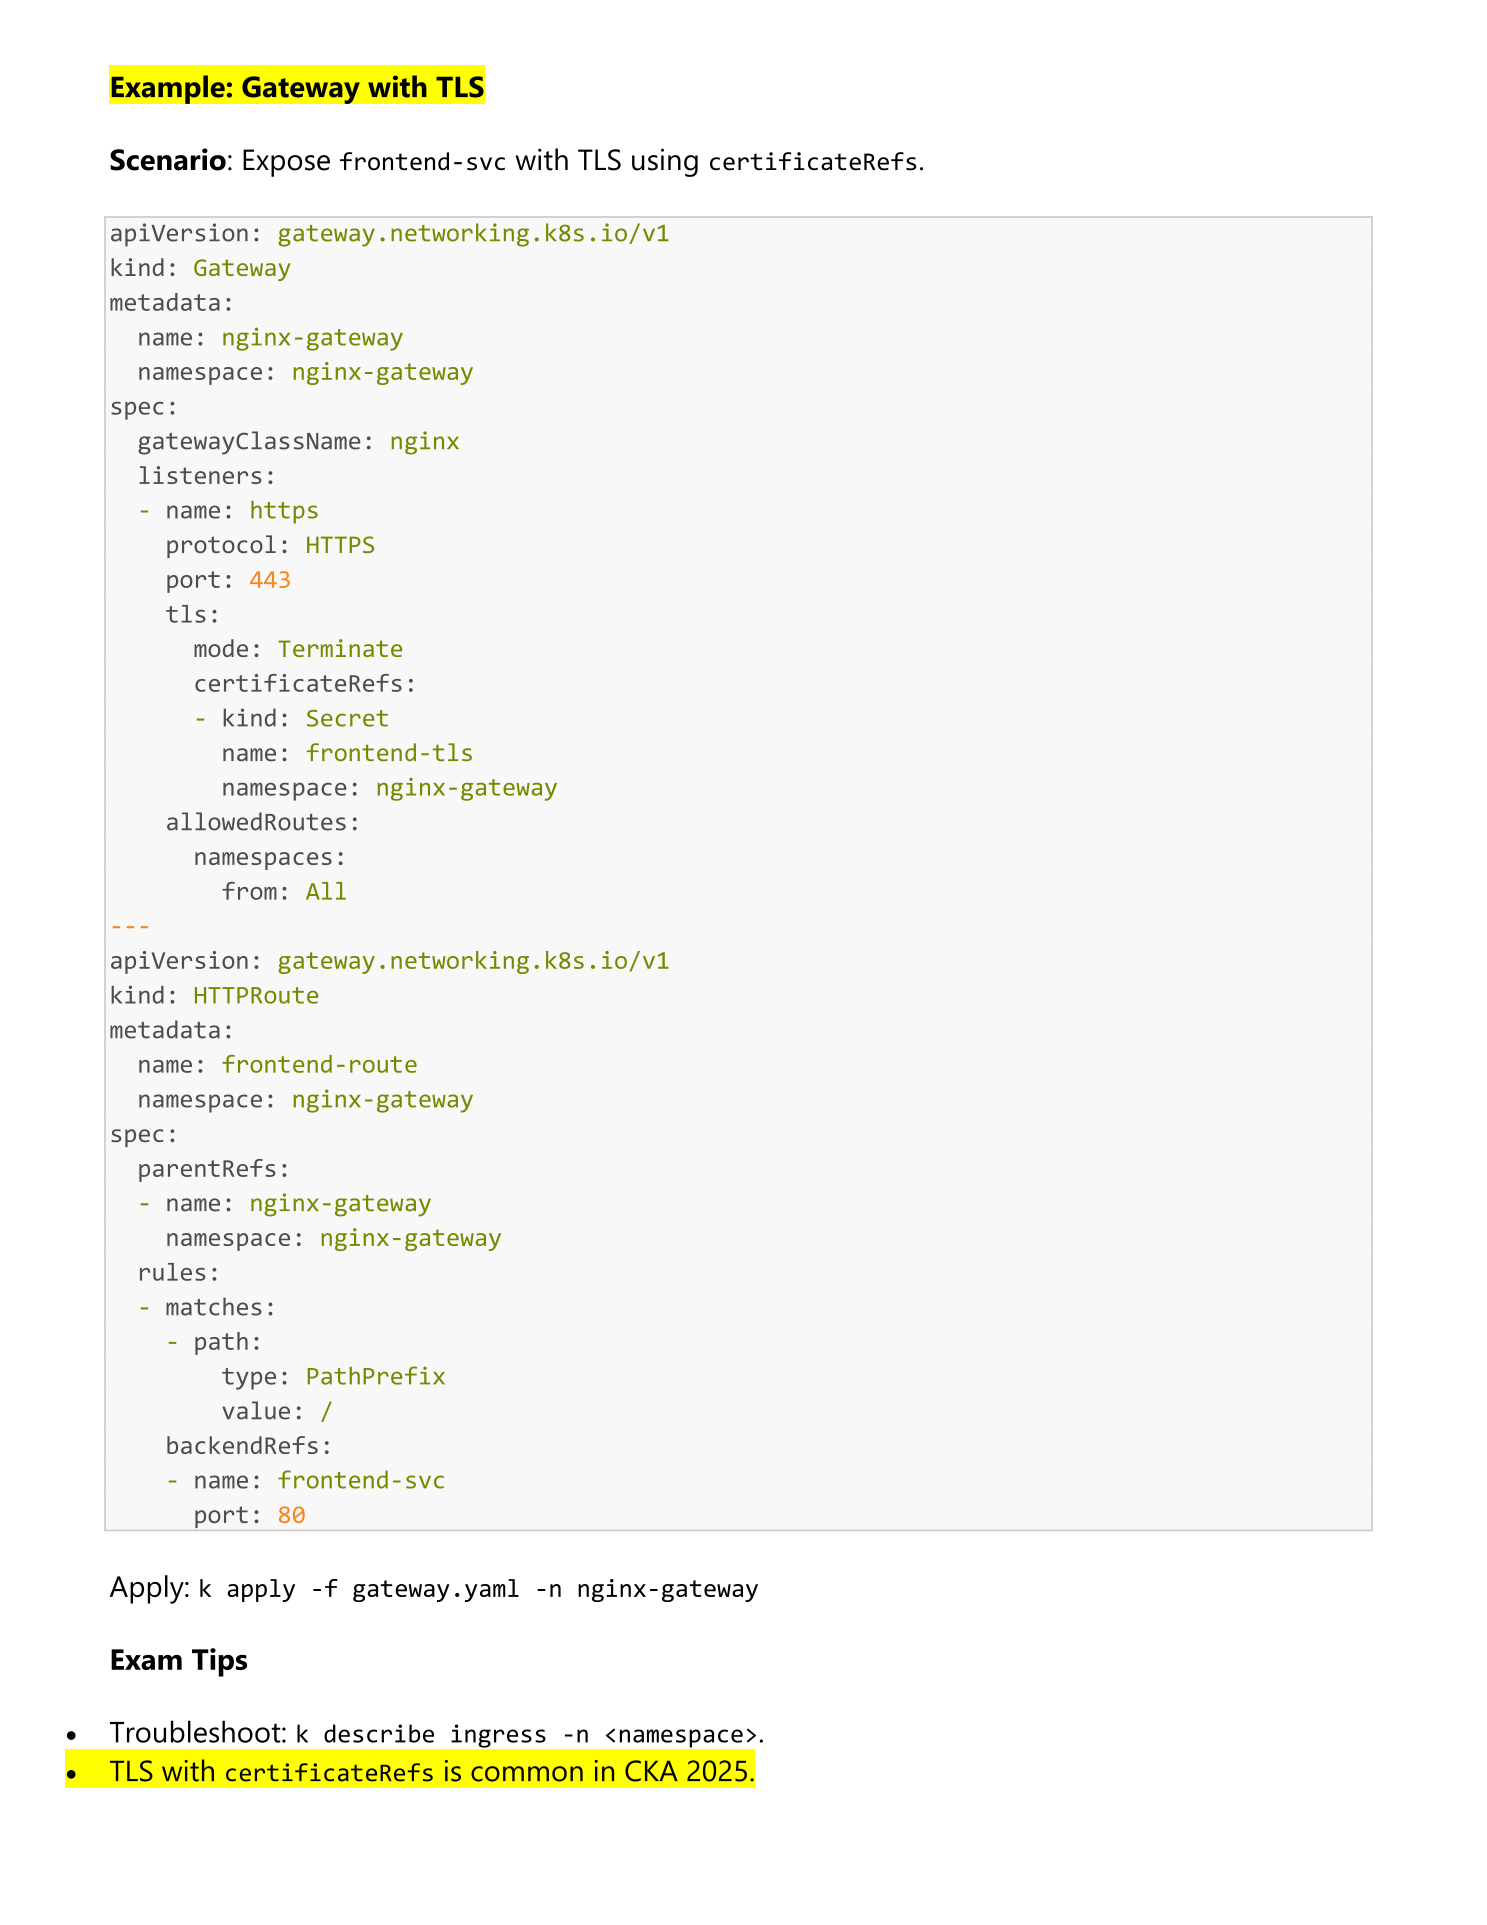 Example: Gateway with TLS
Scenario: Expose frontend-svc with TLS using certificateRefs.
apiVersion: gateway.networking.k8s.io/v1
kind: Gateway
metadata:
  name: nginx-gateway
  namespace: nginx-gateway
spec:
  gatewayClassName: nginx
  listeners:
  - name: https
    protocol: HTTPS
    port: 443
    tls:
      mode: Terminate
      certificateRefs:
      - kind: Secret
        name: frontend-tls
        namespace: nginx-gateway
    allowedRoutes:
      namespaces:
        from: All
---
apiVersion: gateway.networking.k8s.io/v1
kind: HTTPRoute
metadata:
  name: frontend-route
  namespace: nginx-gateway
spec:
  parentRefs:
  - name: nginx-gateway
    namespace: nginx-gateway
  rules:
  - matches:
    - path:
        type: PathPrefix
        value: /
    backendRefs:
    - name: frontend-svc
      port: 80
Apply: k apply -f gateway.yaml -n nginx-gateway
Exam Tips
• Troubleshoot: k describe ingress -n <namespace>.
• TLS with certificateRefs is common in CKA 2025.